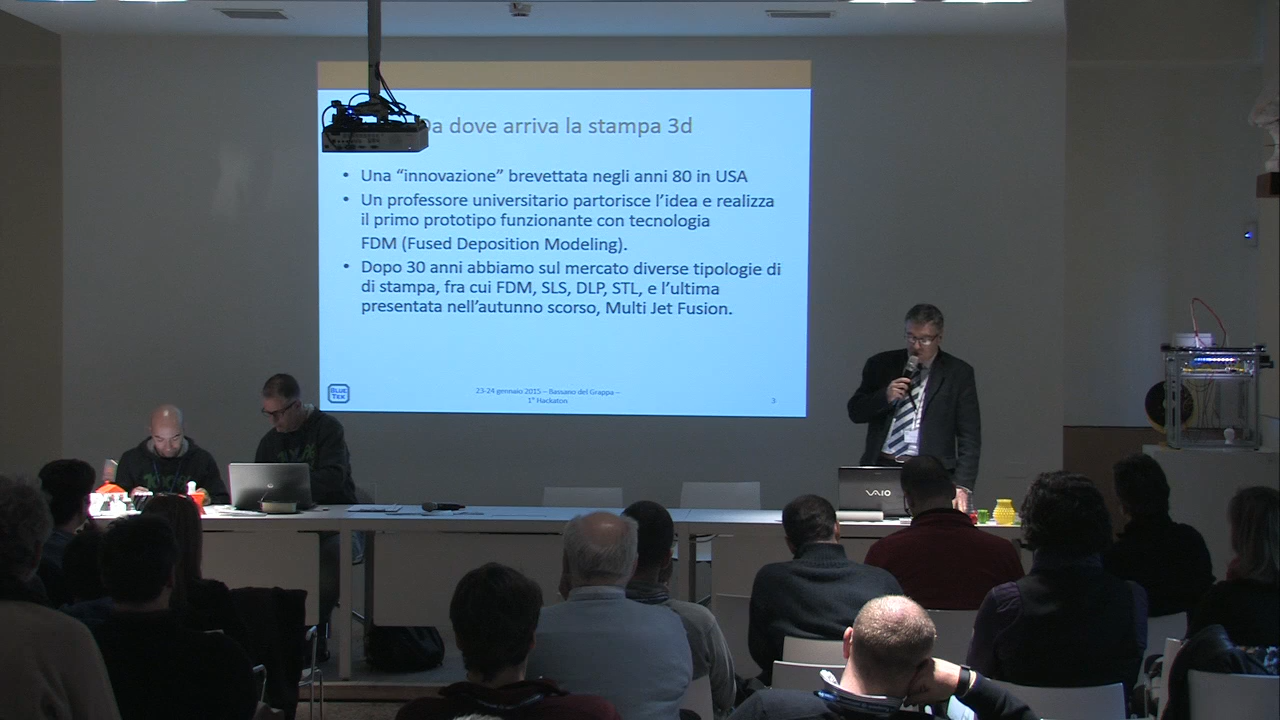 a dove arriva la stampa 3d
• Una “innovazione” brevettata negli anni 80 in USA
• Un professore universitario partorisce l’idea e realizza
il primo prototipo funzionante con tecnologia
FDM (Fused Deposition Modeling).
• Dopo 30 anni abbiamo sul mercato diverse tipologie di
di stampa, fra cui FDM, SLS, DLP, STL, e l’ultima
presentata nell’autunno scorso, Multi Jet Fusion.
BLUE
TEK
23-24 gennaio 2015 – Bassano del Grappa –
1° Hackaton
3
VAIO